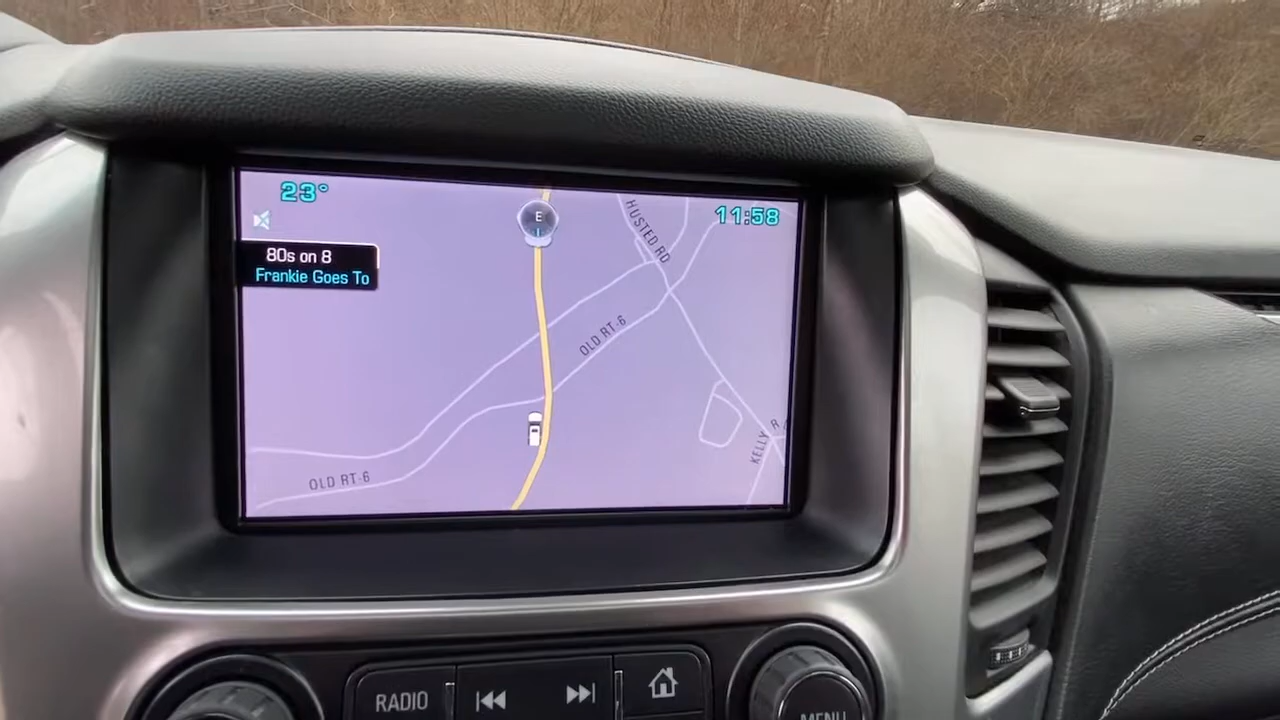 23°
11:58
E
80s on 8
Frankie Goes To
HUSTED RD
OLD RT-6
OLD RT-6
KELLY R
RADIO
MENU